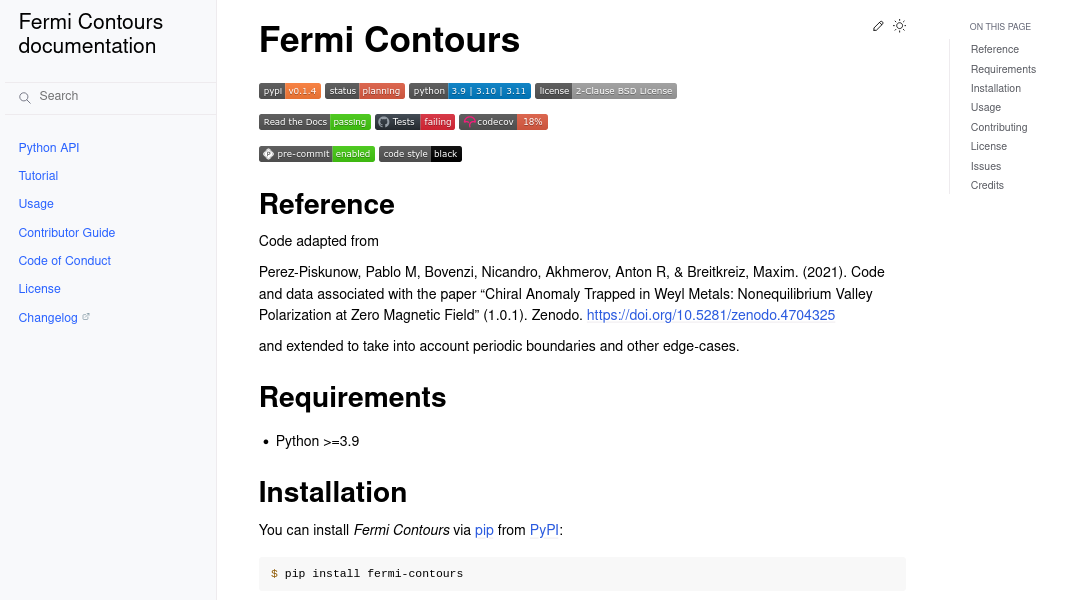 Fermi Contours
documentation
Search
Python API
Tutorial
Usage
Contributor Guide
Code of Conduct
License
Changelog
Fermi Contours
pypi v0.1.4 status planning python 3.9 | 3.10 | 3.11 license 2-Clause BSD License
Read the Docs passing Tests failing codecov 18%
pre-commit enabled code style black
Reference
Code adapted from
Perez-Piskunow, Pablo M, Bovenzi, Nicandro, Akhmerov, Anton R, & Breitkreiz, Maxim. (2021). Code
and data associated with the paper “Chiral Anomaly Trapped in Weyl Metals: Nonequilibrium Valley
Polarization at Zero Magnetic Field” (1.0.1). Zenodo. https://doi.org/10.5281/zenodo.4704325
and extended to take into account periodic boundaries and other edge-cases.
Requirements
• Python >=3.9
Installation
You can install Fermi Contours via pip from PyPI:
$ pip install fermi-contours
ON THIS PAGE
Reference
Requirements
Installation
Usage
Contributing
License
Issues
Credits